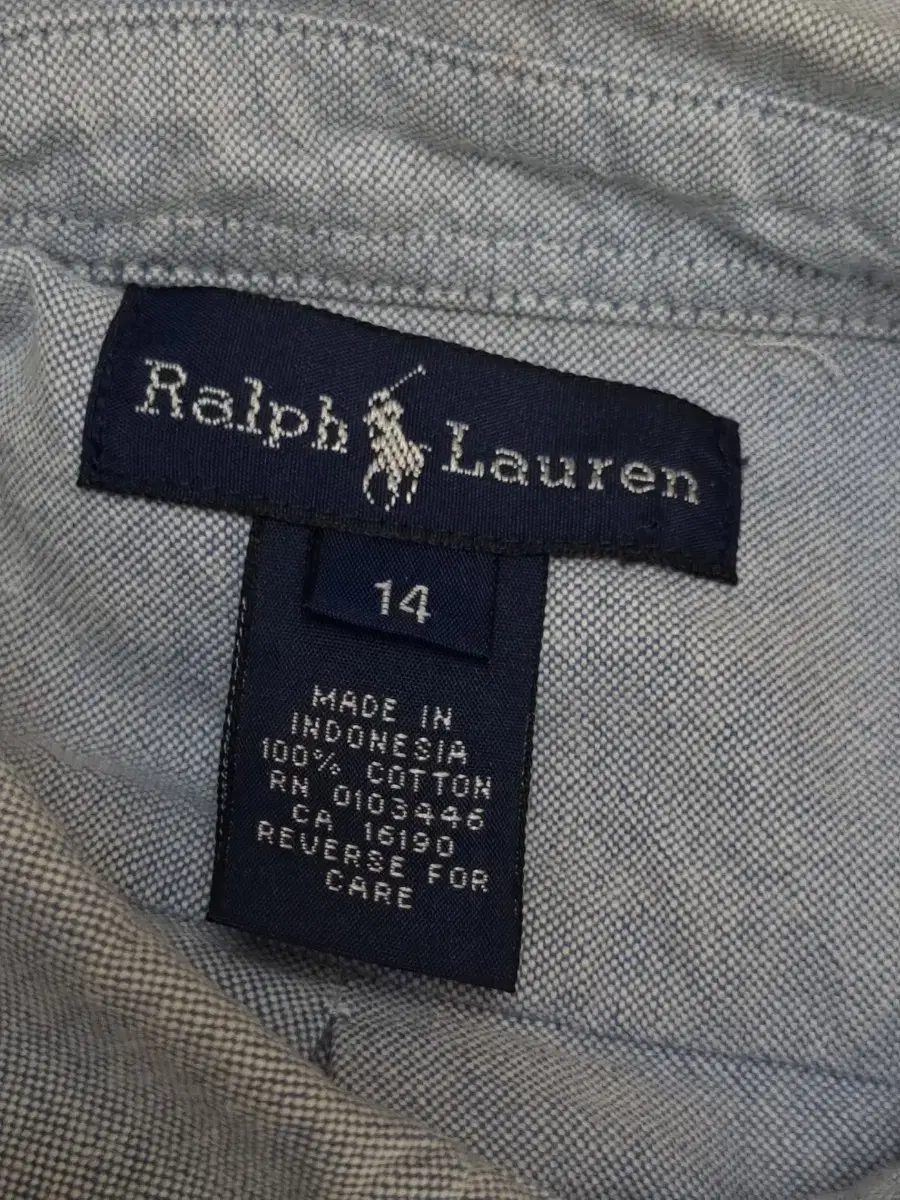 Ralph Lauren
14
MADE IN
INDONESIA
100% COTTON
RN 0103446
CA 16190
REVERSE FOR
CARE